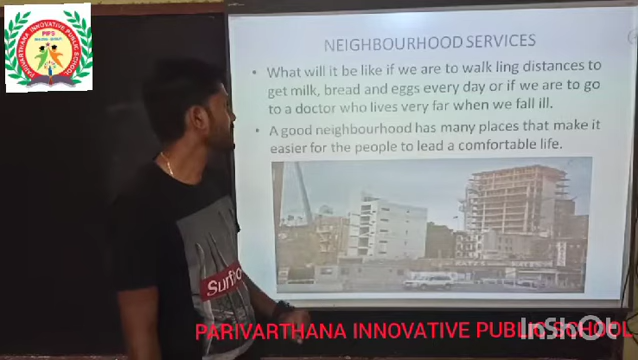 PARIVARTHANA INNOVATIVE PUBLIC SCHOOL
PIPS
NEIGHBOURHOOD SERVICES
• What will it be like if we are to walk ling distances to
get milk, bread and eggs every day or if we are to go
to a doctor who lives very far when we fall ill.
• A good neighbourhood has many places that make it
easier for the people to lead a comfortable life.
PARIVARTHANA INNOVATIVE PUBLIC SCHOOL
InShOt